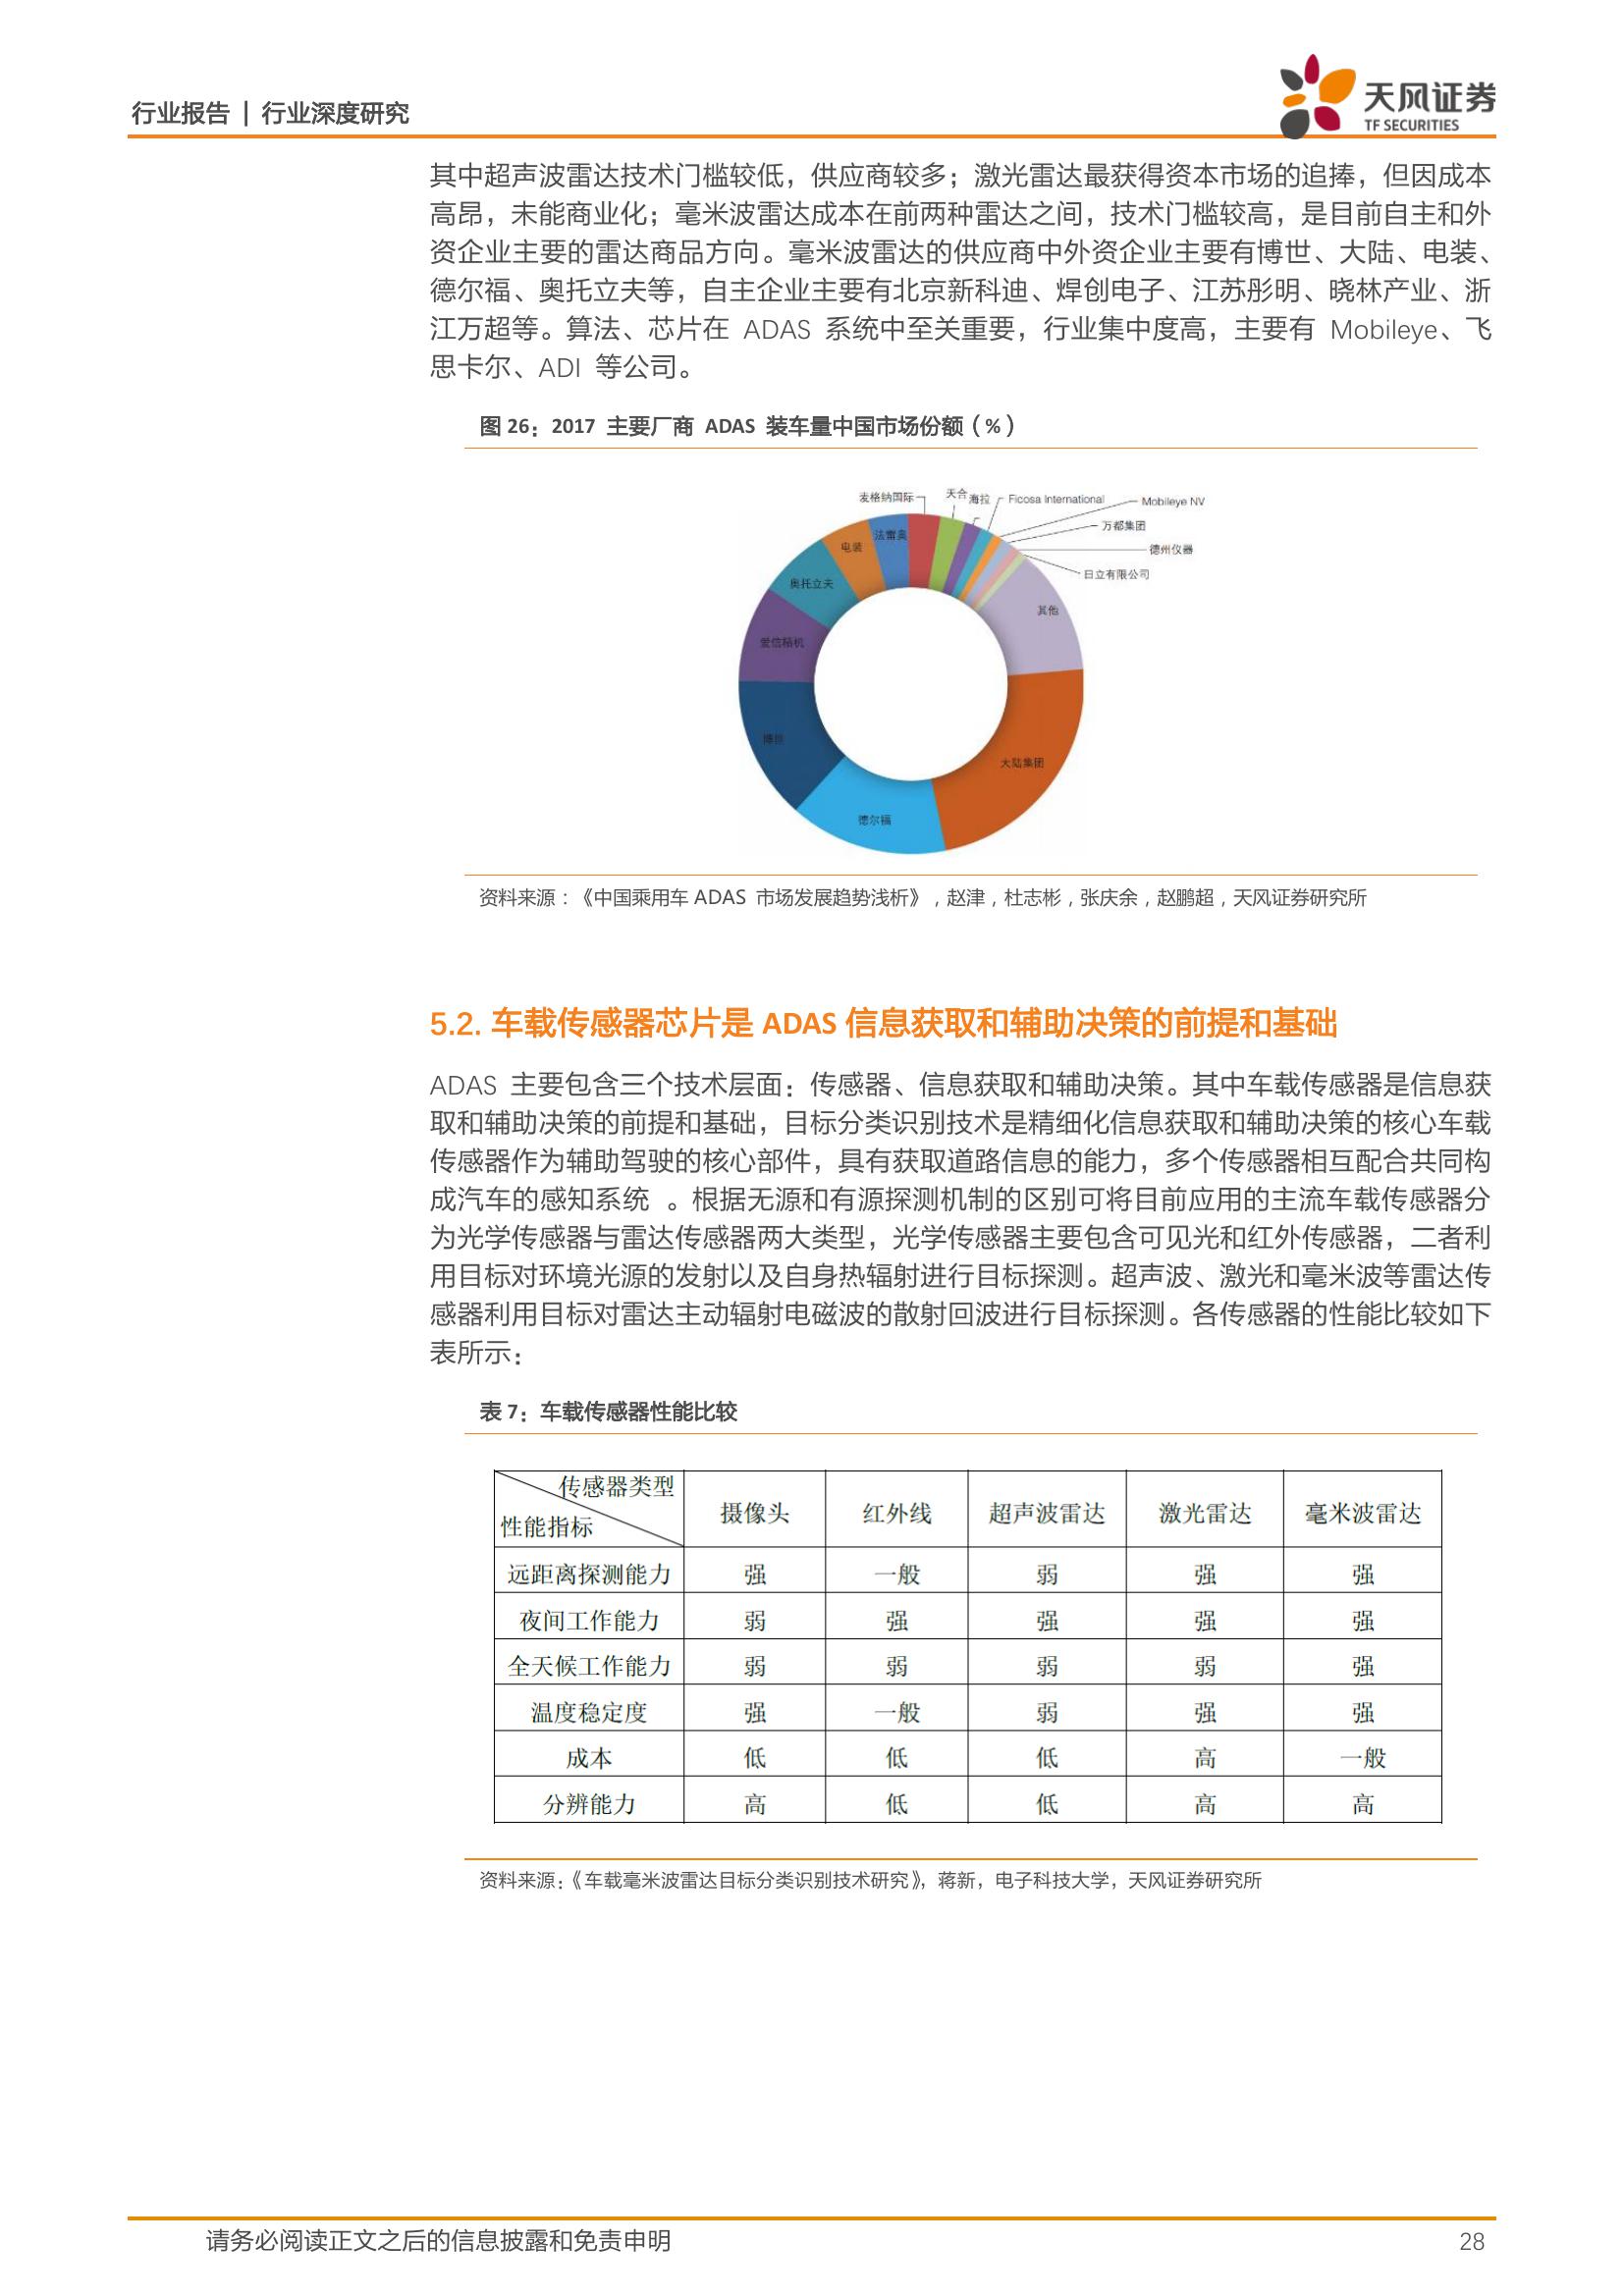 行业报告 | 行业深度研究
天风证券
TF SECURITIES
其中超声波雷达技术门槛较低，供应商较多；激光雷达最获得资本市场的追捧，但因成本
高昂，未能商业化；毫米波雷达成本在前两种雷达之间，技术门槛较高，是目前自主和外
资企业主要的雷达商品方向。毫米波雷达的供应商中外资企业主要有博世、大陆、电装、
德尔福、奥托立夫等，自主企业主要有北京新科迪、焊创电子、江苏彤明、晓林产业、浙
江万超等。算法、芯片在 ADAS 系统中至关重要，行业集中度高，主要有 Mobileye、飞
思卡尔、ADI 等公司。
图 26：2017 主要厂商 ADAS 装车量中国市场份额（%）
麦格纳国际
天合
海拉
Ficosa International
Mobileye NV
万都集团
德州仪器
日立有限公司
法雷奥
电装
奥托立夫
其他
爱信精机
博世
大陆集团
德尔福
资料来源：《中国乘用车 ADAS 市场发展趋势浅析》，赵津，杜志彬，张庆余，赵鹏超，天风证券研究所
5.2. 车载传感器芯片是 ADAS 信息获取和辅助决策的前提和基础
ADAS 主要包含三个技术层面：传感器、信息获取和辅助决策。其中车载传感器是信息获
取和辅助决策的前提和基础，目标分类识别技术是精细化信息获取和辅助决策的核心车载
传感器作为辅助驾驶的核心部件，具有获取道路信息的能力，多个传感器相互配合共同构
成汽车的感知系统 。根据无源和有源探测机制的区别可将目前应用的主流车载传感器分
为光学传感器与雷达传感器两大类型，光学传感器主要包含可见光和红外传感器，二者利
用目标对环境光源的发射以及自身热辐射进行目标探测。超声波、激光和毫米波等雷达传
感器利用目标对雷达主动辐射电磁波的散射回波进行目标探测。各传感器的性能比较如下
表所示：
表 7：车载传感器性能比较
传感器类型
性能指标 摄像头 红外线 超声波雷达 激光雷达 毫米波雷达
远距离探测能力 强 一般 弱 强 强
夜间工作能力 弱 强 强 强 强
全天候工作能力 弱 弱 弱 弱 强
温度稳定度 强 一般 弱 强 强
成本 低 低 低 高 一般
分辨能力 高 低 低 高 高
资料来源：《车载毫米波雷达目标分类识别技术研究》，蒋新，电子科技大学，天风证券研究所
请务必阅读正文之后的信息披露和免责申明 28